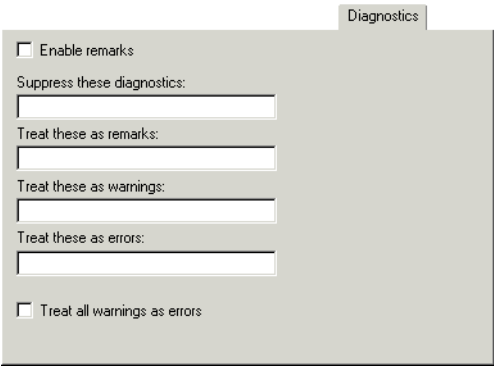 Diagnostics
Enable remarks
Suppress these diagnostics:
Treat these as remarks:
Treat these as warnings:
Treat these as errors:
Treat all warnings as errors